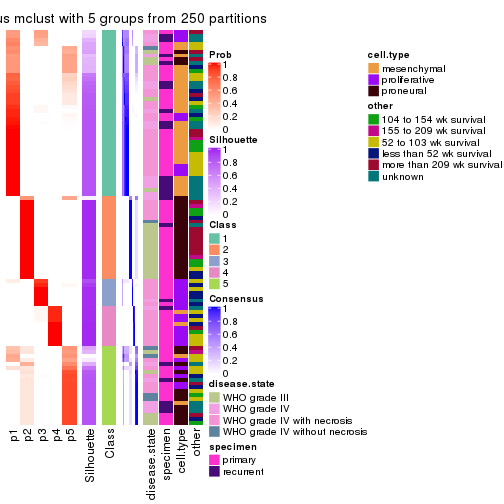 us mclust with 5 groups from 250 partitions
Prob
1
0.8
0.6
0.4
0.2
0
Silhouette
1
0.8
0.6
0.4
0.2
0
Class
1
2
3
4
5
Consensus
1
0.8
0.6
0.4
0.2
0
disease.state
WHO grade III
WHO grade IV
WHO grade IV with necrosis
WHO grade IV without necrosis
specimen
primary
recurrent
cell.type
mesenchymal
proliferative
proneural
other
104 to 154 wk survival
155 to 209 wk survival
52 to 103 wk survival
less than 52 wk survival
more than 209 wk survival
unknown
p1
p2
p3
p4
p5
Silhouette
Class
disease.state
specimen
cell.type
other